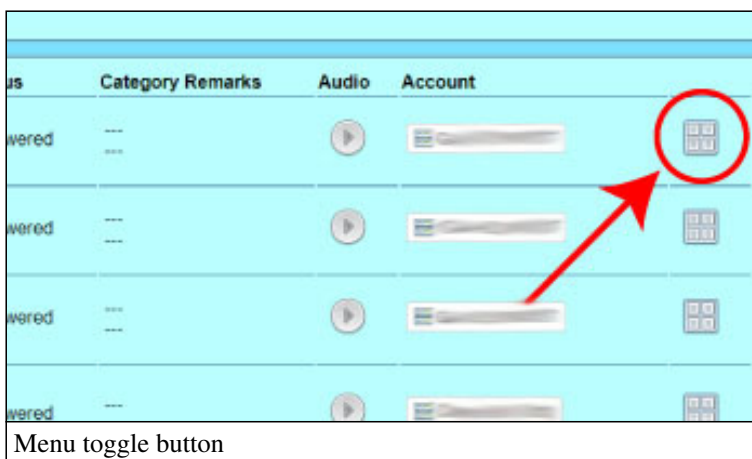 us Category Remarks Audio Account
wered ---
---
wered ---
---
wered ---
---
wered ---
Menu toggle button